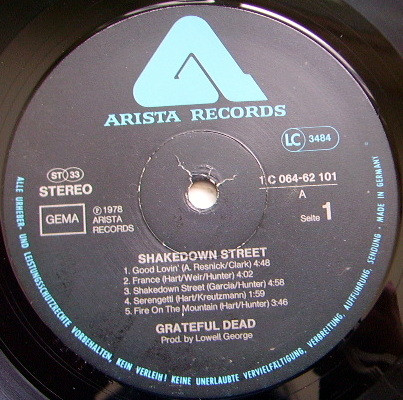 ARISTA RECORDS
LC 3484
ST 33
STEREO
1 C 064-62 101
A
GEMA
℗ 1978
ARISTA
RECORDS
Seite 1
SHAKEDOWN STREET
1. Good Lovin' (A. Resnick/Clark) 4:48
2. France (Hart/Weir/Hunter) 4:02
3. Shakedown Street (Garcia/Hunter) 4:58
4. Serengetti (Hart/Kreutzmann) 1:59
5. Fire On The Mountain (Hart/Hunter) 3:46
GRATEFUL DEAD
Prod. by Lowell George
ALLE URHEBER- UND LEISTUNGSSCHUTZRECHTE VORBEHALTEN. KEIN VERLEIH! KEINE UNERLAUBTE VERVIELFÄLTIGUNG, VERBREITUNG, AUFFÜHRUNG, SENDUNG · MADE IN GERMANY